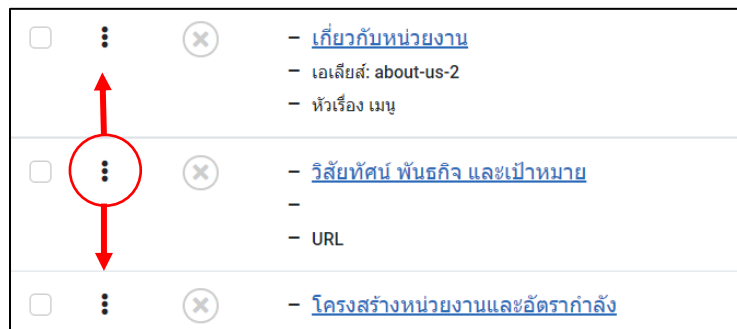 – เกี่ยวกับหน่วยงาน
– เอเลียส์: about-us-2
– หัวเรื่อง เมนู
– วิสัยทัศน์ พันธกิจ และเป้าหมาย
–
– URL
– โครงสร้างหน่วยงานและอัตรากำลัง